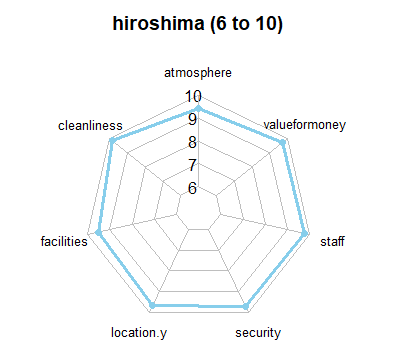 hiroshima (6 to 10)
atmosphere
10
cleanliness
valueformoney
9
8
7
6
facilities
staff
location.y
security